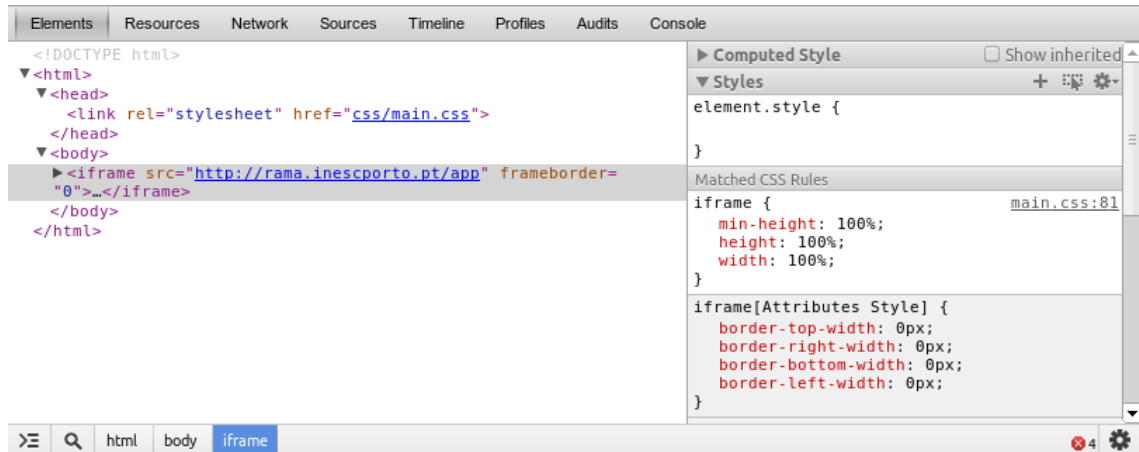 Elements Resources Network Sources Timeline Profiles Audits Console
<!DOCTYPE html>
▼<html>
▼<head>
<link rel="stylesheet" href="css/main.css">
</head>
▼<body>
▶<iframe src="http://rama.inescporto.pt/app" frameborder=
"0">…</iframe>
</body>
</html>
▶ Computed Style Show inherited
▼ Styles
element.style {
}
Matched CSS Rules
iframe { main.css:81
min-height: 100%;
height: 100%;
width: 100%;
}
iframe[Attributes Style] {
border-top-width: 0px;
border-right-width: 0px;
border-bottom-width: 0px;
border-left-width: 0px;
}
html body iframe 4